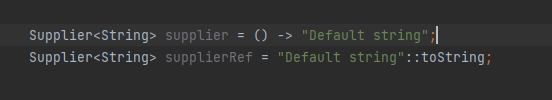 Supplier<String> supplier = () -> "Default string";
Supplier<String> supplierRef = "Default string"::toString;